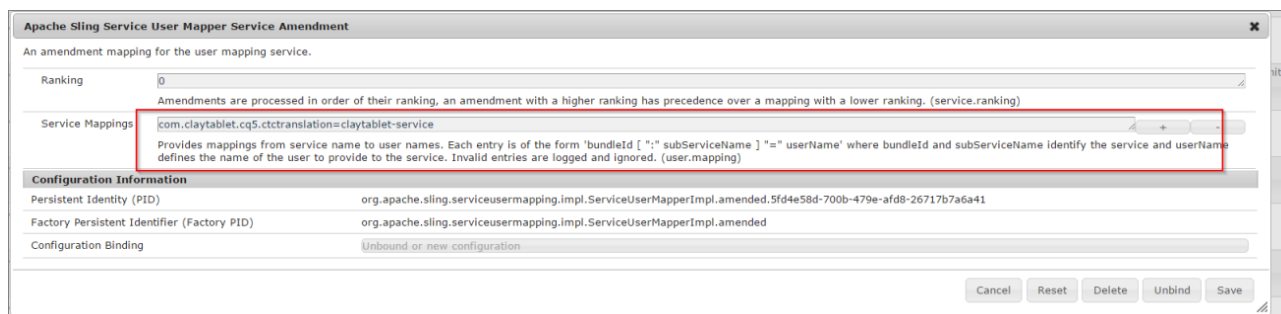 Apache Sling Service User Mapper Service Amendment
An amendment mapping for the user mapping service.
Ranking
0
Amendments are processed in order of their ranking, an amendment with a higher ranking has precedence over a mapping with a lower ranking. (service.ranking)
Service Mappings
com.claytablet.cq5.ctctranslation=claytablet-service
+
-
Provides mappings from service name to user names. Each entry is of the form 'bundleId [ ":" subServiceName ] "=" userName' where bundleId and subServiceName identify the service and userName
defines the name of the user to provide to the service. Invalid entries are logged and ignored. (user.mapping)
Configuration Information
Persistent Identity (PID)
org.apache.sling.serviceusermapping.impl.ServiceUserMapperImpl.amended.5fd4e58d-700b-479e-afd8-26717b7a6a41
Factory Persistent Identifier (Factory PID)
org.apache.sling.serviceusermapping.impl.ServiceUserMapperImpl.amended
Configuration Binding
Unbound or new configuration
Cancel
Reset
Delete
Unbind
Save